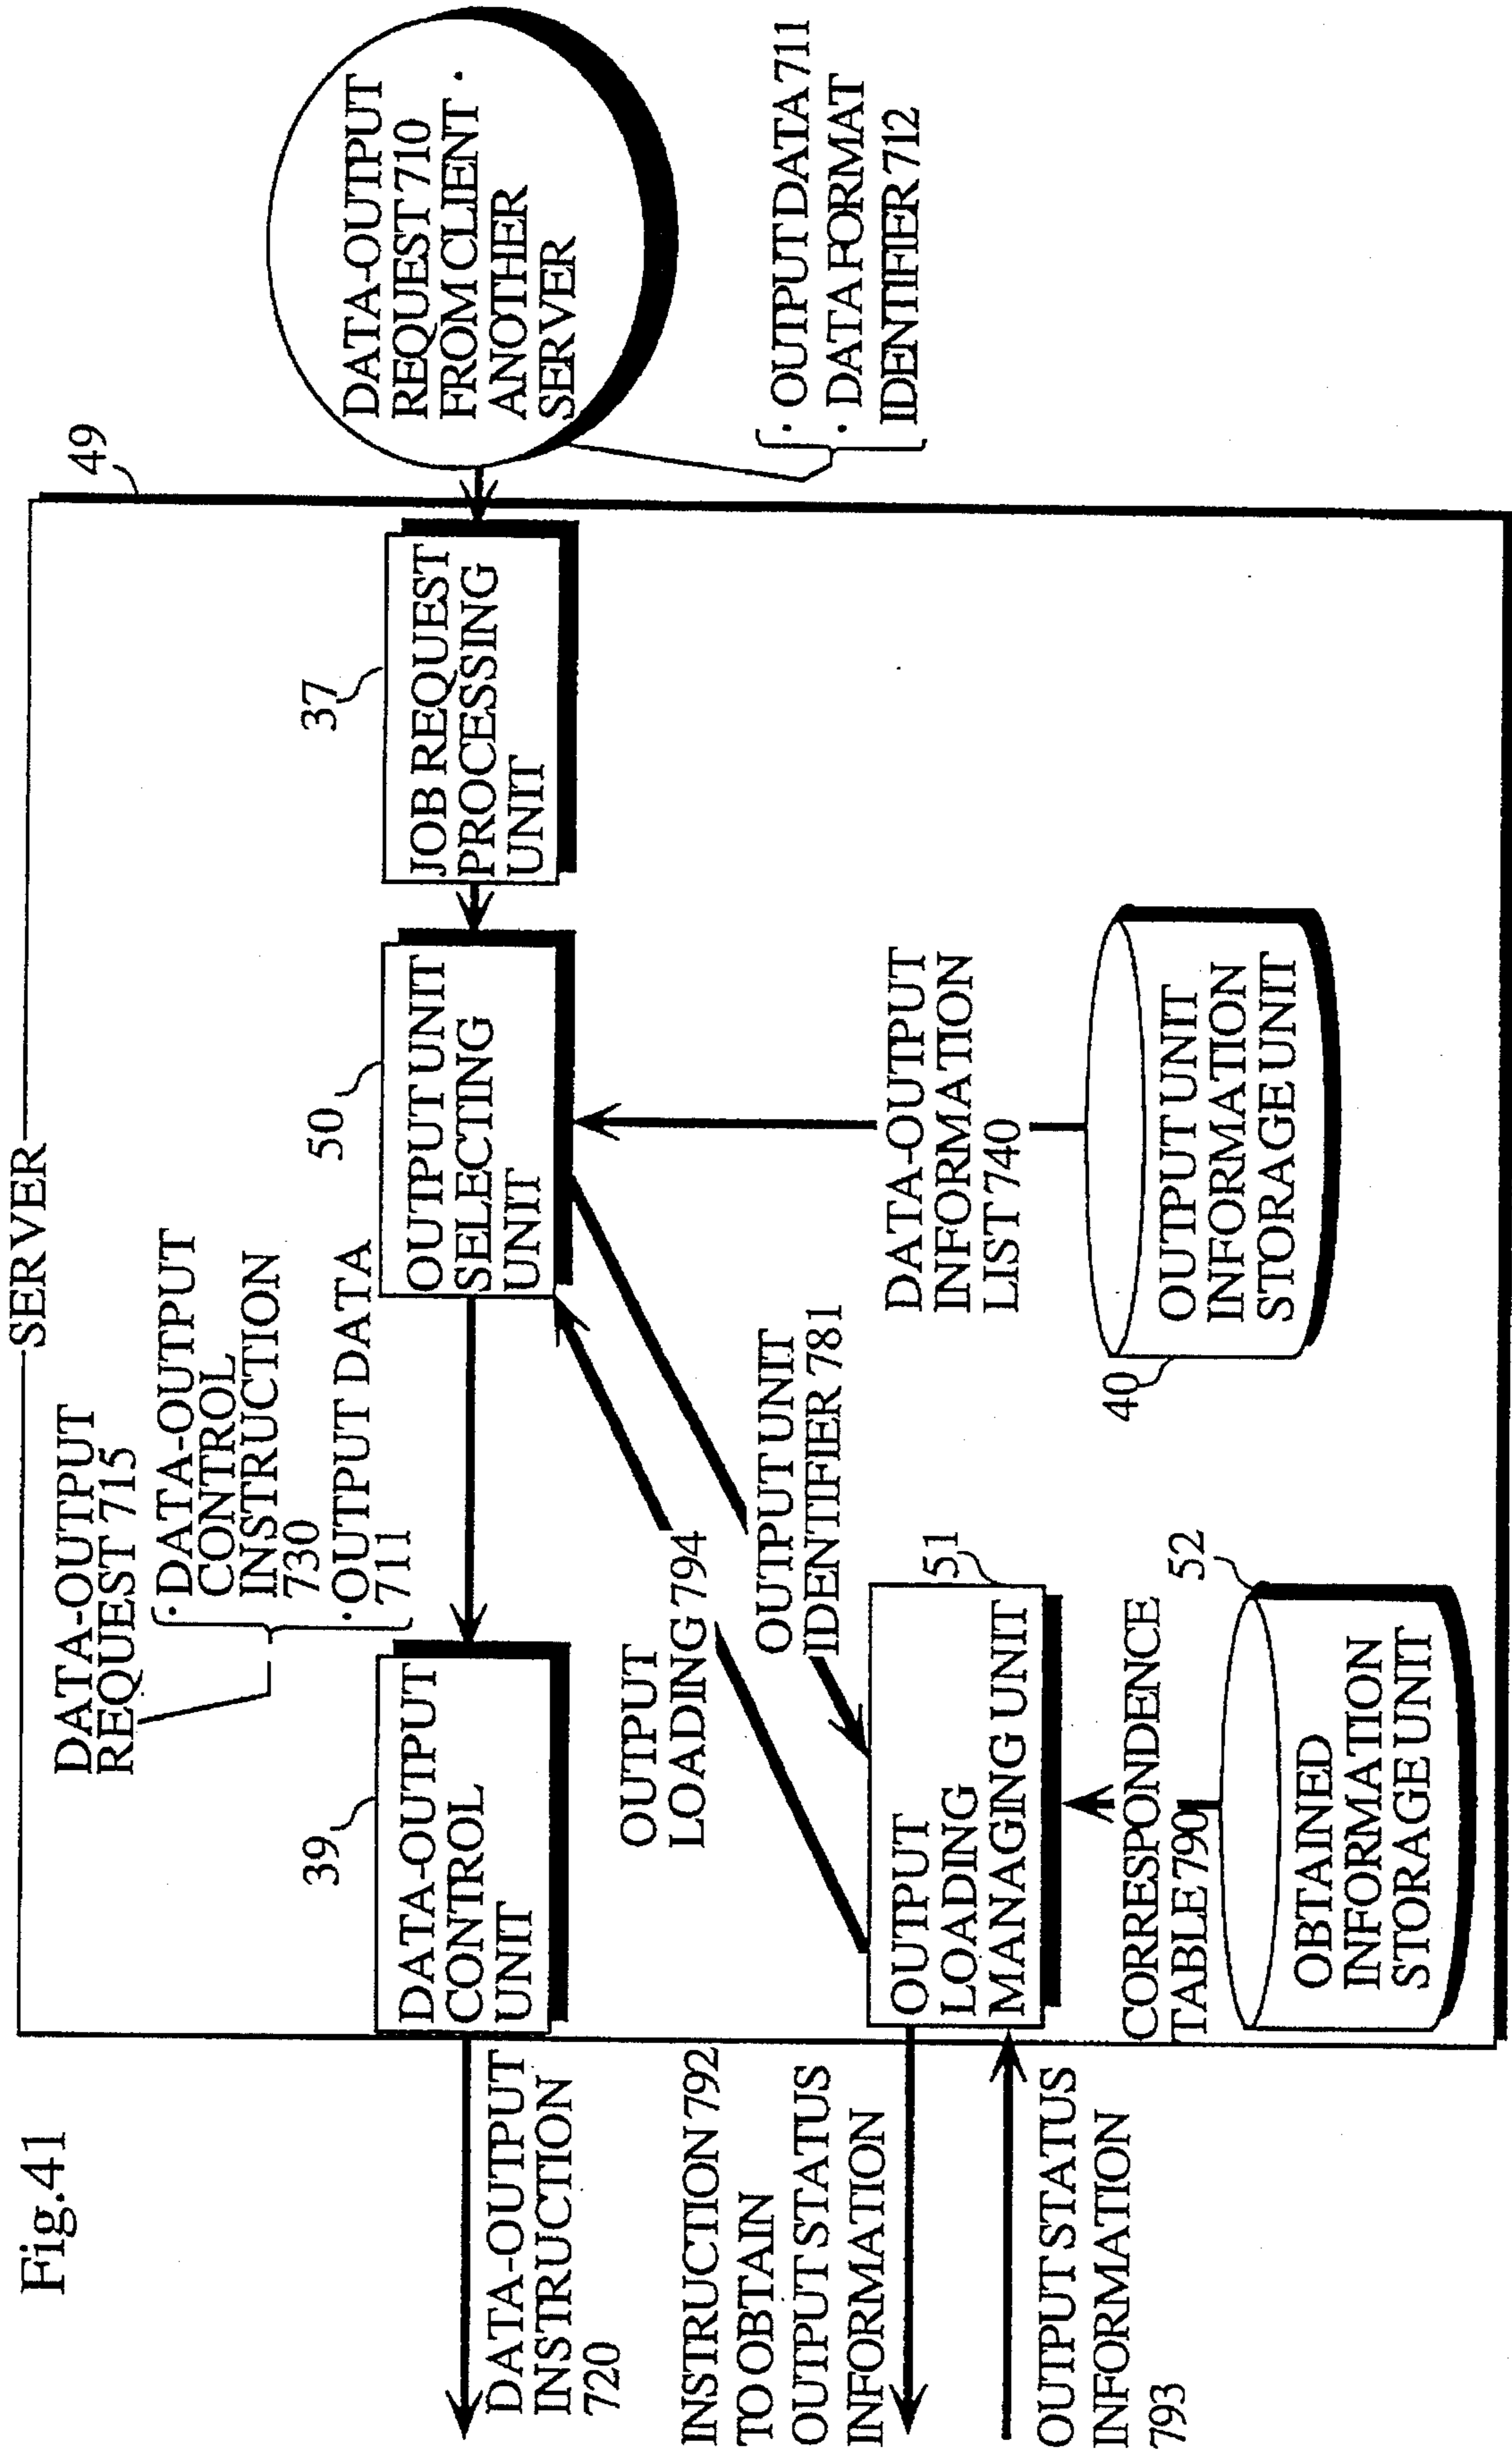 Fig.41
SERVER
49
DATA-OUTPUT
REQUEST 715
· DATA-OUTPUT
CONTROL
INSTRUCTION
730
· OUTPUT DATA
711
DATA-OUTPUT
INSTRUCTION
720
39
DATA-OUTPUT
CONTROL
UNIT
50
OUTPUT UNIT
SELECTING
UNIT
37
JOB REQUEST
PROCESSING
UNIT
DATA-OUTPUT
REQUEST 710
FROM CLIENT ·
ANOTHER
SERVER
· OUTPUT DATA 711
· DATA FORMAT
IDENTIFIER 712
OUTPUT
LOADING 794
OUTPUT UNIT
IDENTIFIER 781
DATA-OUTPUT
INFORMATION
LIST 740
INSTRUCTION 792
TO OBTAIN
OUTPUT STATUS
INFORMATION
OUTPUT STATUS
INFORMATION
793
51
OUTPUT
LOADING
MANAGING UNIT
CORRESPONDENCE
TABLE 790
52
OBTAINED
INFORMATION
STORAGE UNIT
40
OUTPUT UNIT
INFORMATION
STORAGE UNIT